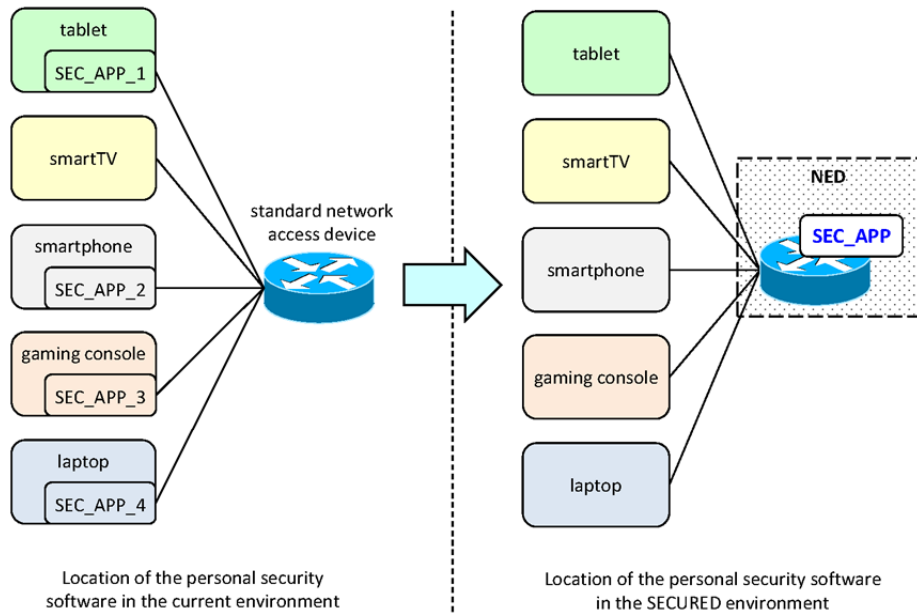 tablet
SEC_APP_1
smartTV
smartphone
SEC_APP_2
gaming console
SEC_APP_3
laptop
SEC_APP_4
standard network
access device
Location of the personal security
software in the current environment
tablet
smartTV
smartphone
gaming console
laptop
NED
SEC_APP
Location of the personal security software
in the SECURED environment